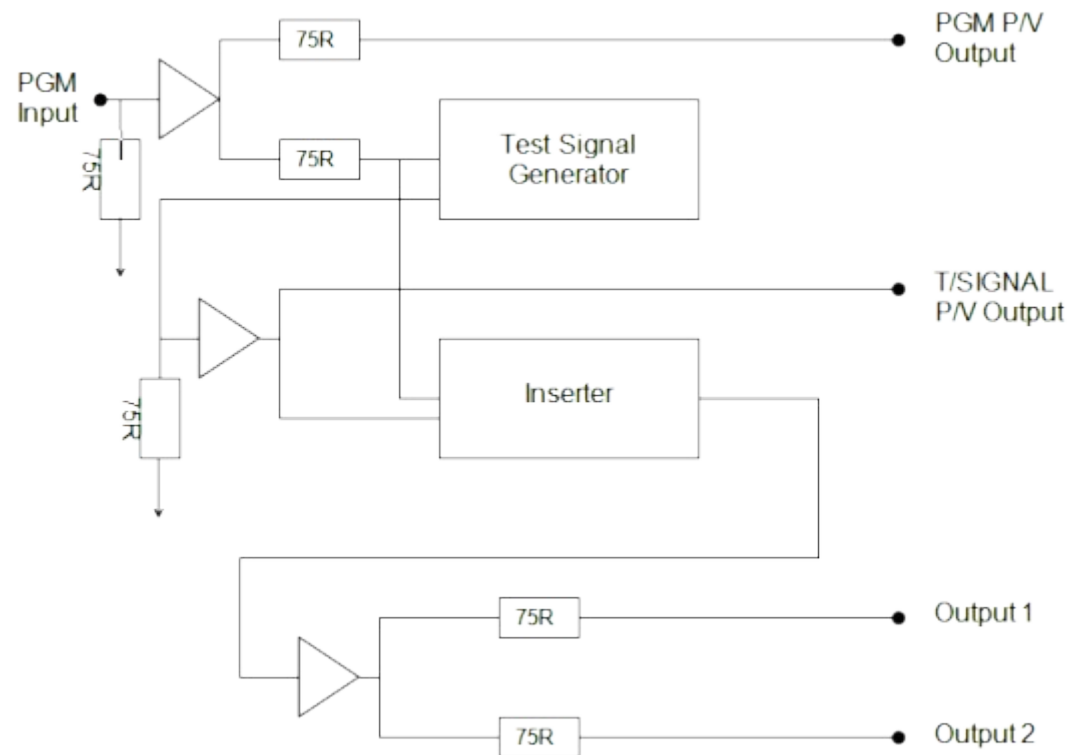 PGM P/V
Output
75R
PGM
Input
75R
75R
Test Signal
Generator
T/SIGNAL
P/V Output
Inserter
75R
75R
Output 1
75R
Output 2